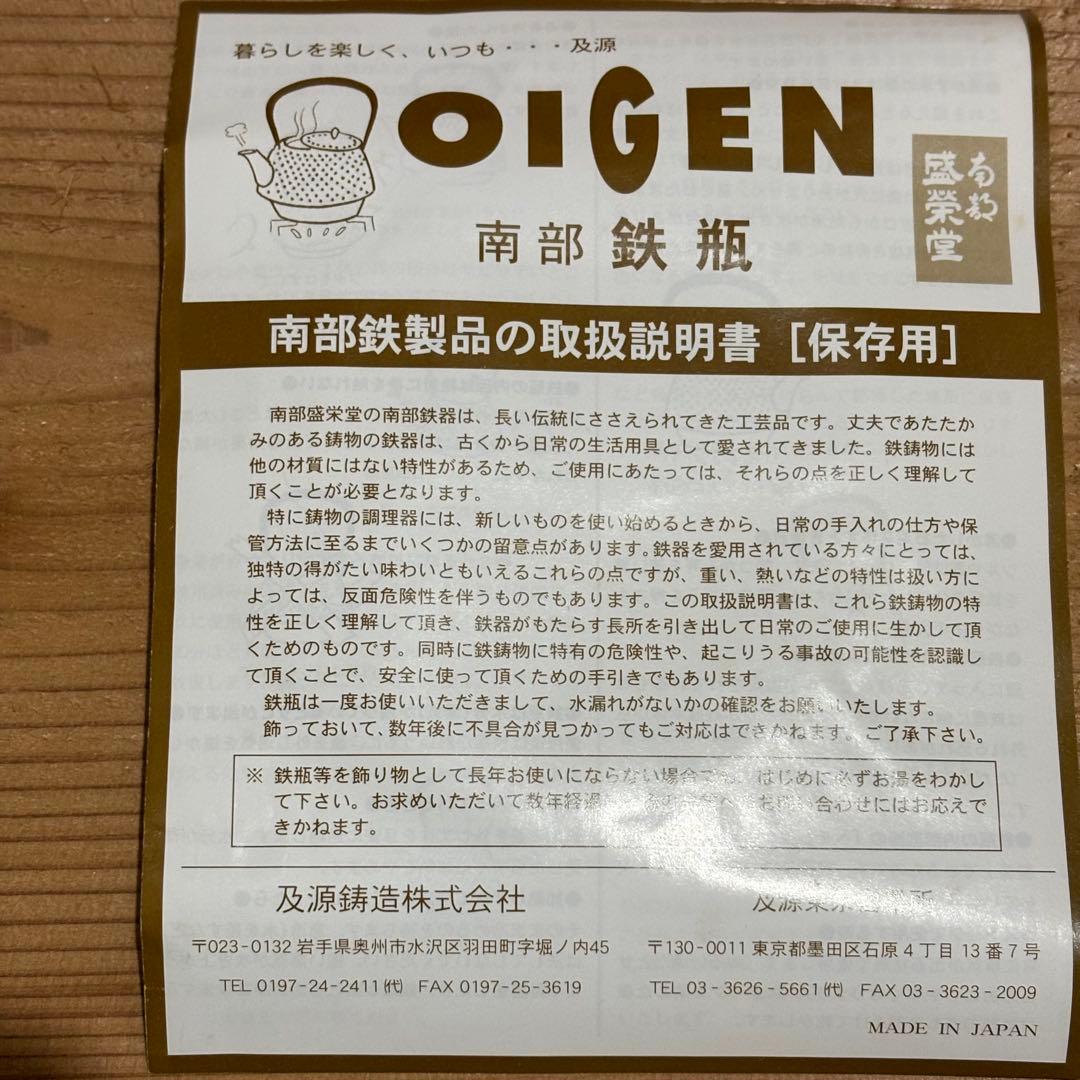 暮らしを楽しく、いつも・・・及源
OIGEN
南部
盛榮堂
南部 鉄瓶
南部鉄製品の取扱説明書［保存用］
南部盛栄堂の南部鉄器は、長い伝統にささえられてきた工芸品です。丈夫であたたか
みのある鋳物の鉄器は、古くから日常の生活用具として愛されてきました。鉄鋳物には
他の材質にはない特性があるため、ご使用にあたっては、それらの点を正しく理解して
頂くことが必要となります。
特に鋳物の調理器には、新しいものを使い始めるときから、日常の手入れの仕方や保
管方法に至るまでいくつかの留意点があります。鉄器を愛用されている方々にとっては、
独特の得がたい味わいともいえるこれらの点ですが、重い、熱いなどの特性は扱い方に
よっては、反面危険性を伴うものでもあります。この取扱説明書は、これら鉄鋳物の特
性を正しく理解して頂き、鉄器がもたらす長所を引き出して日常のご使用に生かして頂
くためのものです。同時に鉄鋳物に特有の危険性や、起こりうる事故の可能性を認識し
て頂くことで、安全に使って頂くための手引きでもあります。
鉄瓶は一度お使いいただきまして、水漏れがないかの確認をお願いいたします。
飾っておいて、数年後に不具合が見つかってもご対応はできかねます。ご了承下さい。
※ 鉄瓶等を飾り物として長年お使いにならない場合でも、はじめに必ずお湯をわかし
て下さい。お求めいただいて数年経過 お問い合わせにはお応えで
きかねます。
及源鋳造株式会社
〒023-0132 岩手県奥州市水沢区羽田町字堀ノ内45
TEL 0197-24-2411㈹ FAX 0197-25-3619
及源東京営業所
〒130-0011 東京都墨田区石原4丁目13番7号
TEL 03-3626-5661㈹ FAX 03-3623-2009
MADE IN JAPAN